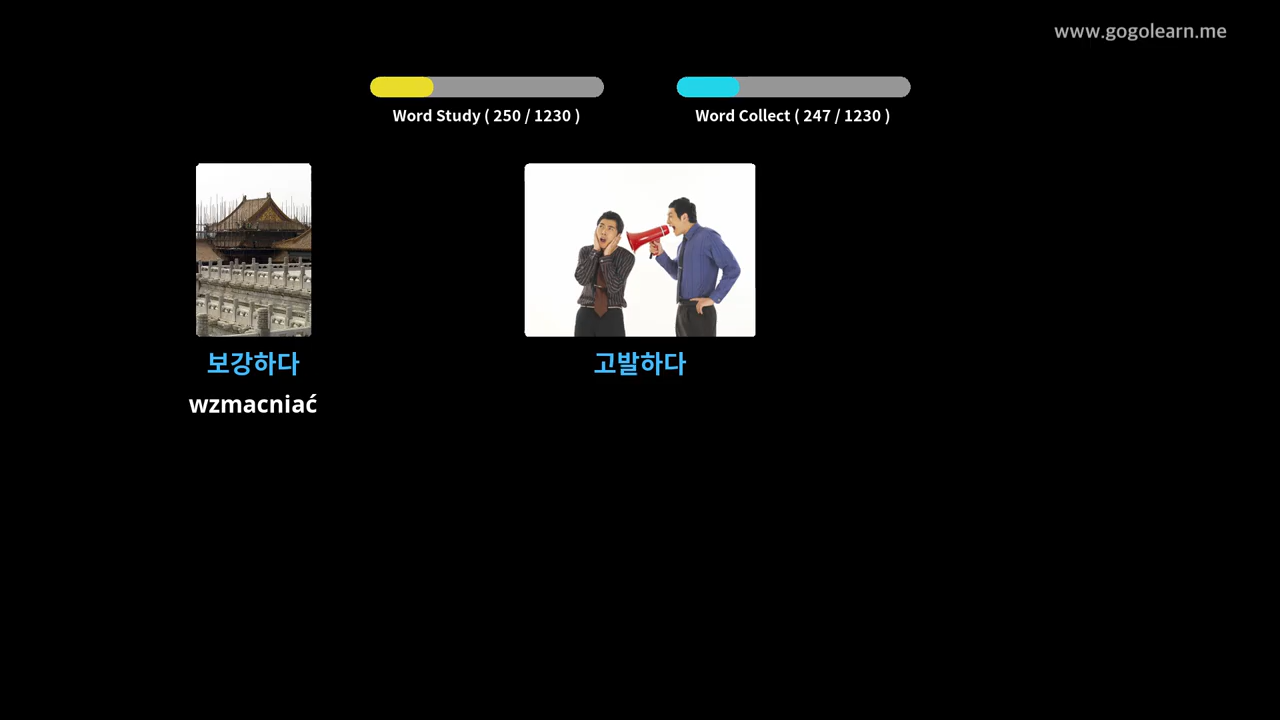 www.gogolearn.me
Word Study ( 250 / 1230 )
Word Collect ( 247 / 1230 )
보강하다
고발하다
wzmacniać